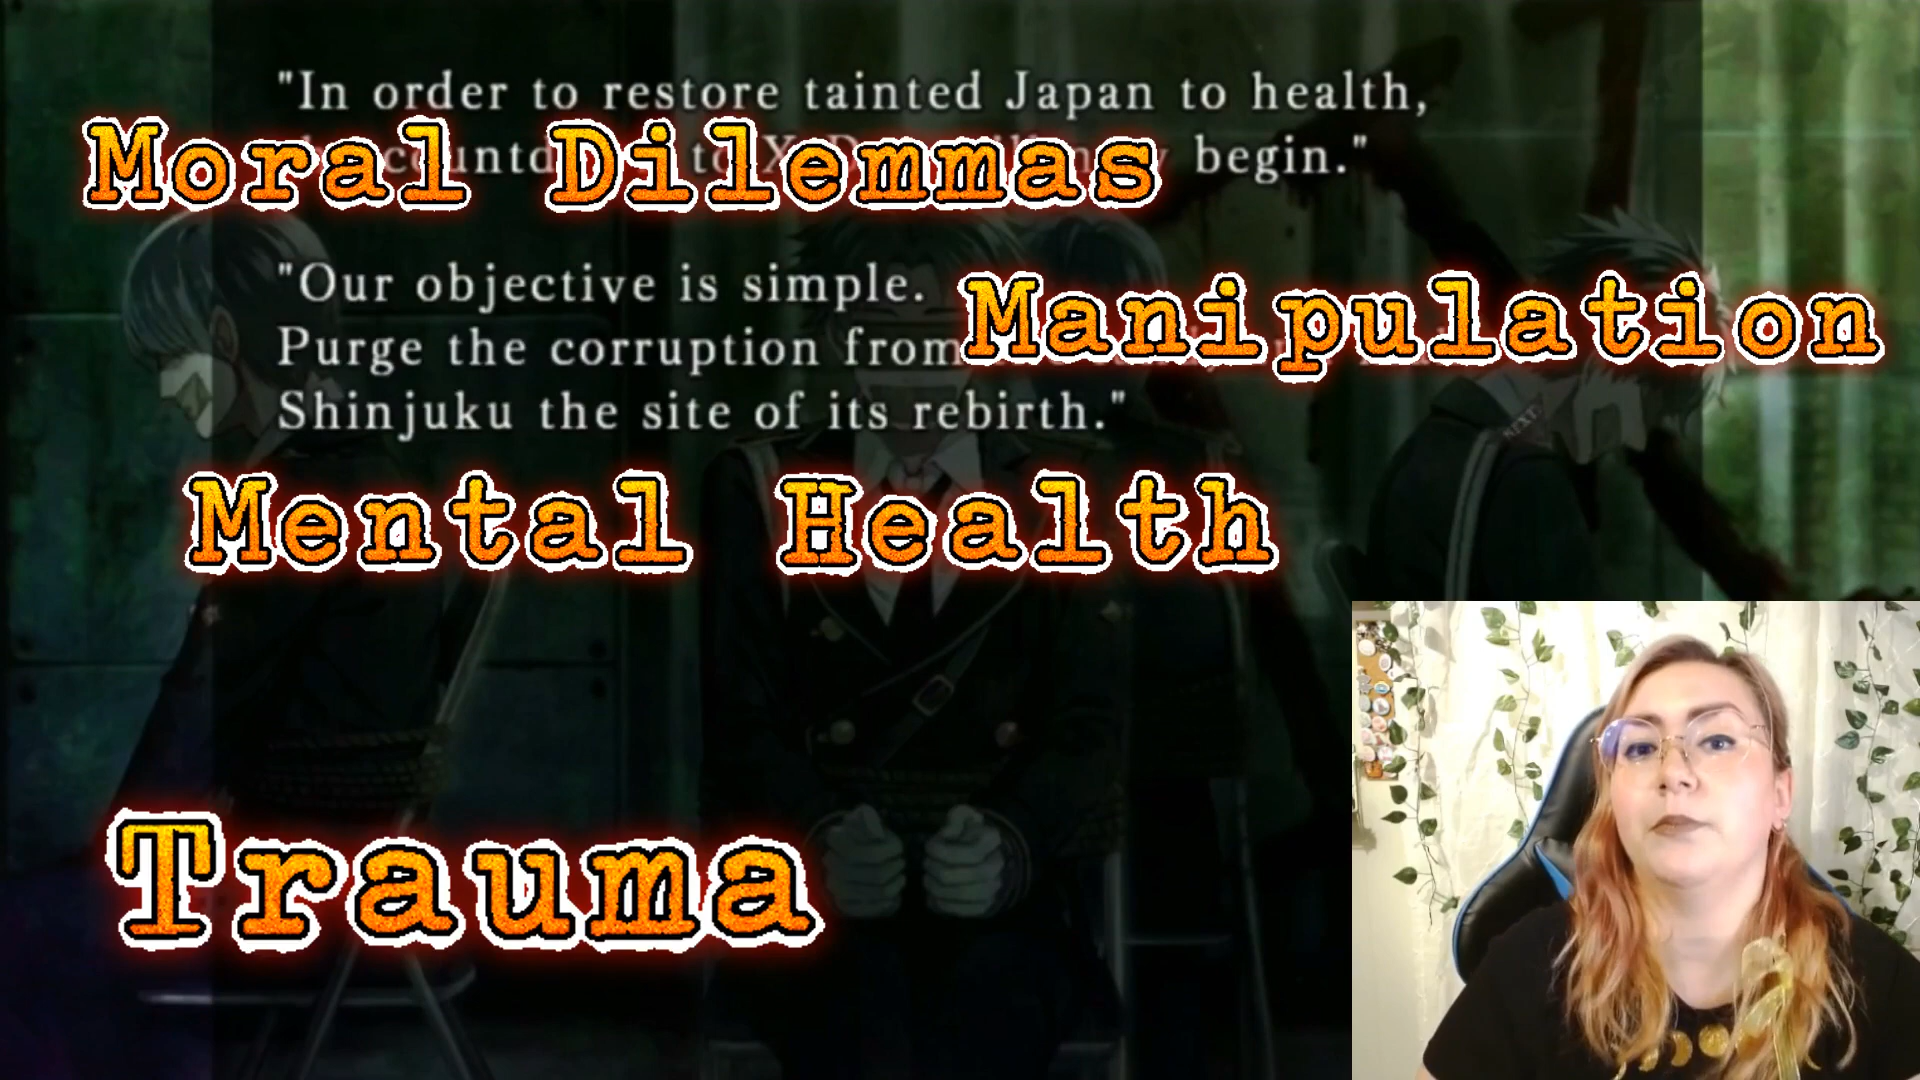 "In order to restore tainted Japan to health,
Moral Dilemmas
begin."
"Our objective is simple.
Manipulation
Purge the corruption from
Shinjuku the site of its rebirth."
Mental Health
Trauma